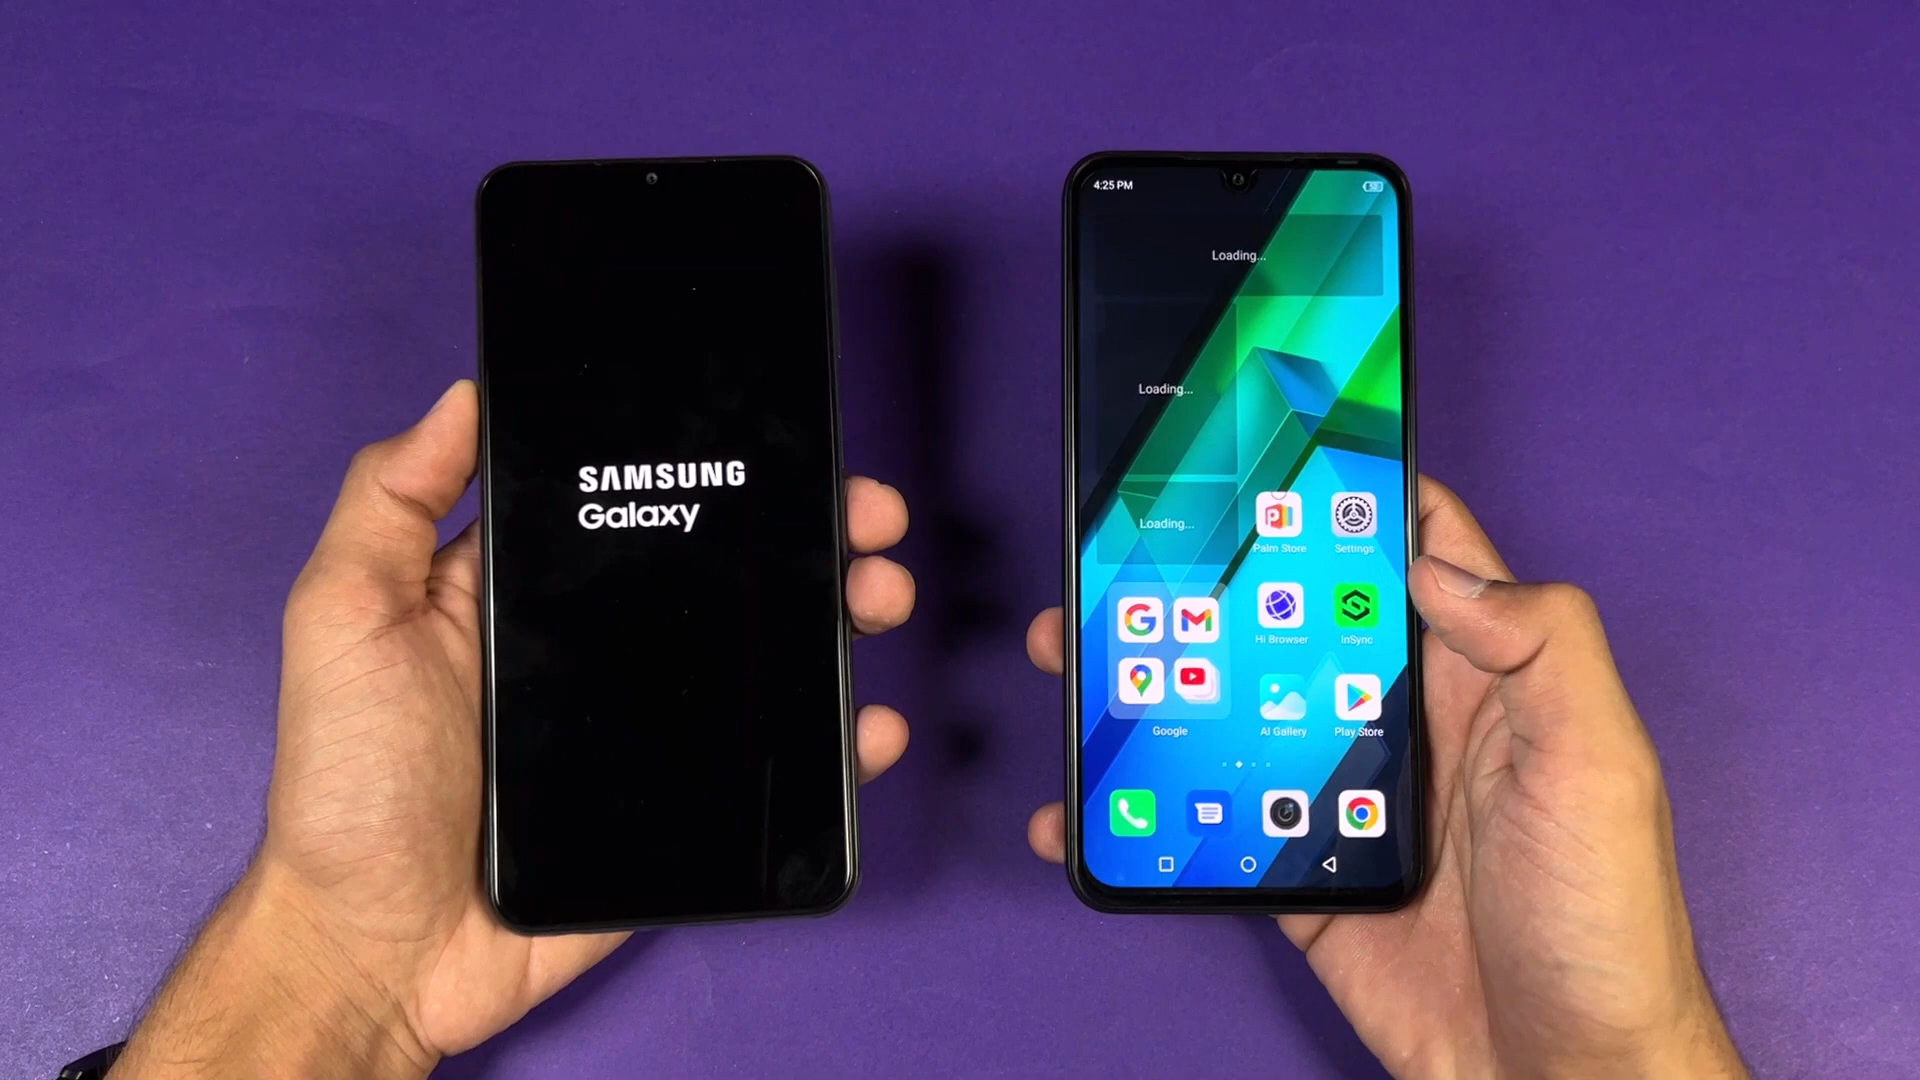 SAMSUNG
Galaxy
4:25 PM
Loading...
Loading...
Loading...
Palm Store
Settings
Hi Browser
InSync
Google
AI Gallery
Play Store